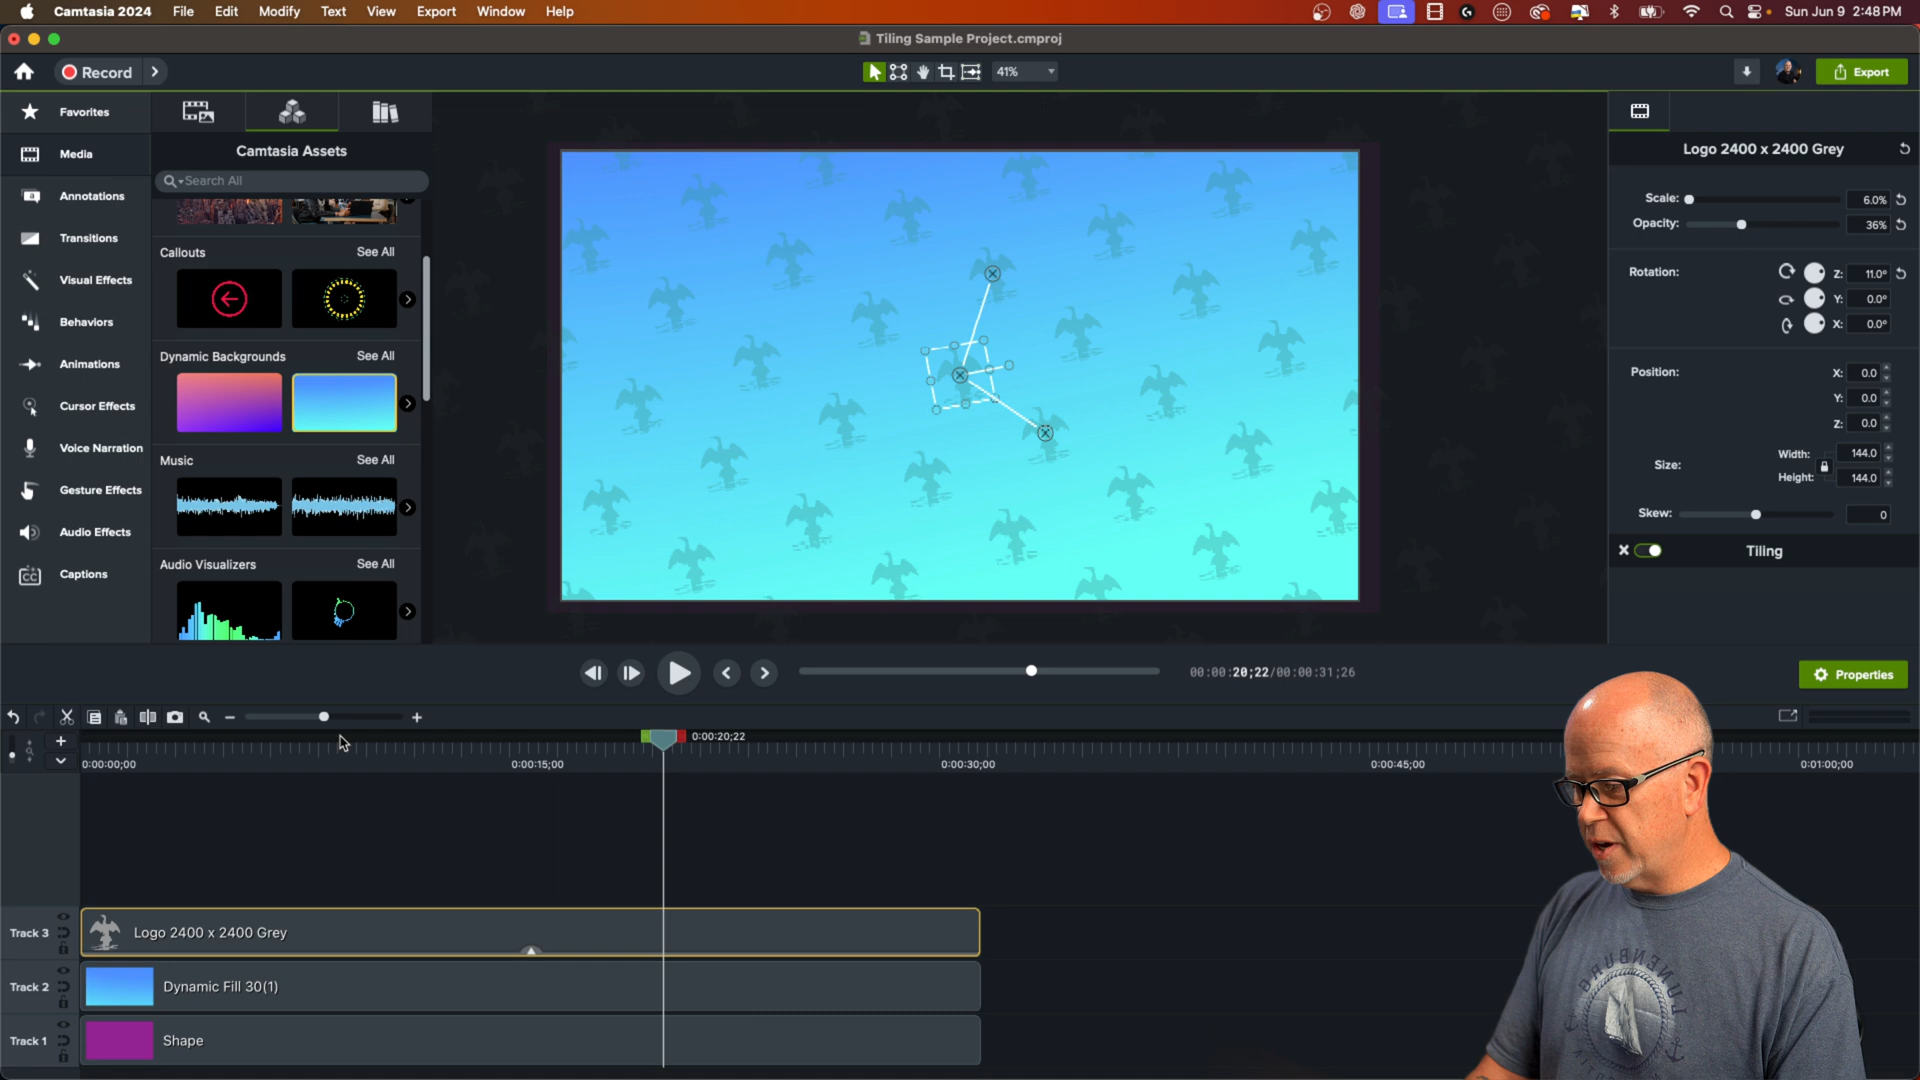 Camtasia 2024 File Edit Modify Text View Export Window Help Sun Jun 9 2:48 PM
Tiling Sample Project.cmproj
Record 41% Export
Favorites
Media
Annotations
Transitions
Visual Effects
Behaviors
Animations
Cursor Effects
Voice Narration
Gesture Effects
Audio Effects
CC Captions
Camtasia Assets
Search All
Callouts See All
Dynamic Backgrounds See All
Music See All
Audio Visualizers See All
Logo 2400 x 2400 Grey
Scale: 6.0%
Opacity: 36%
Rotation: Z: 11.0°
Y: 0.0°
X: 0.0°
Position: X: 0.0
Y: 0.0
Z: 0.0
Size: Width: 144.0
Height: 144.0
Skew: 0
Tiling
00:00:20;22/00:00:31;26
Properties
0:00:20;22
0:00:00;00 0:00:15;00 0:00:30;00 0:00:45;00 0:01:00;00
Track 3 Logo 2400 x 2400 Grey
Track 2 Dynamic Fill 30(1)
Track 1 Shape